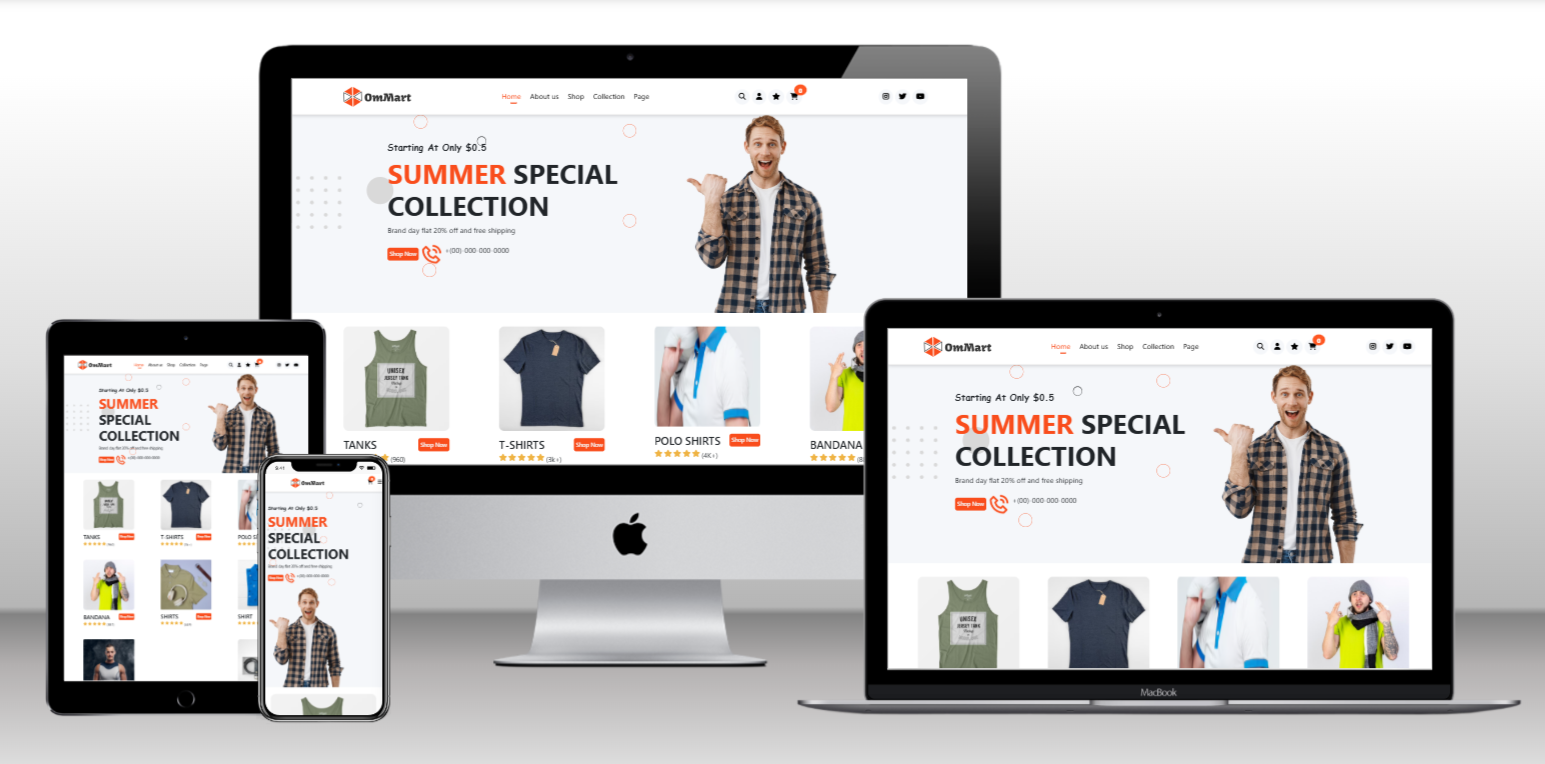 OmMart
Home About us Shop Collection Page
0
Starting At Only $0.5
SUMMER SPECIAL
COLLECTION
Brand day flat 20% off and free shipping
Shop Now +(00)-000-000-0000
UNISEX
JERSEY TANK
TANKS Shop Now
(960)
T-SHIRTS Shop Now
(3k+)
POLO SHIRTS Shop Now
(4K+)
BANDANA
OmMart
Home About us Shop Collection Page
0
Starting At Only $0.5
SUMMER SPECIAL
COLLECTION
Brand day flat 20% off and free shipping
Shop Now +(00)-000-000-0000
UNISEX
JERSEY TANK
MacBook
OmMart
Home About us Shop Collection Page
Starting At Only $0.5
SUMMER
SPECIAL
COLLECTION
Brand day flat 20% off and free shipping
Shop Now +(00)-000-000-0000
TANKS Shop Now
T-SHIRTS Shop Now
POLO S
BANDANA Shop Now
SHIRTS Shop Now
SHIRT
9:41
OmMart
Starting At Only $0.5
SUMMER
SPECIAL
COLLECTION
Brand day flat 20% off and free shipping
Shop Now +(00)-000-000-0000